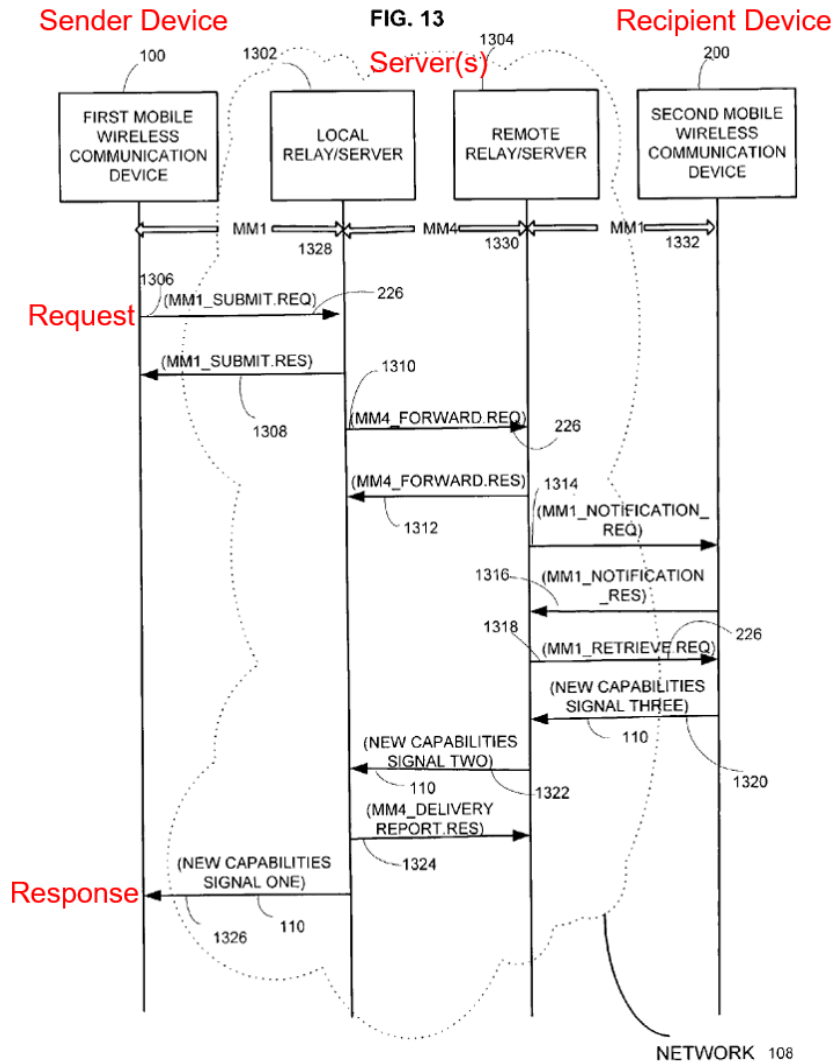 Sender Device
FIG. 13
Recipient Device
100
1302
Server(s)
1304
200
FIRST MOBILE
WIRELESS
COMMUNICATION
DEVICE
LOCAL
RELAY/SERVER
REMOTE
RELAY/SERVER
SECOND MOBILE
WIRELESS
COMMUNICATION
DEVICE
MM1
1328
MM4
1330
MM1
1332
1306
(MM1_SUBMIT.REQ)
226
Request
(MM1_SUBMIT.RES)
1308
1310
(MM4_FORWARD.REQ)
226
(MM4_FORWARD.RES)
1312
1314
(MM1_NOTIFICATION_
REQ)
1316
(MM1_NOTIFICATION
_RES)
1318
(MM1_RETRIEVE.REQ)
226
(NEW CAPABILITIES
SIGNAL THREE)
110
1320
(NEW CAPABILITIES
SIGNAL TWO)
110
1322
(MM4_DELIVERY
REPORT.RES)
1324
(NEW CAPABILITIES
SIGNAL ONE)
Response
1326
110
NETWORK 108